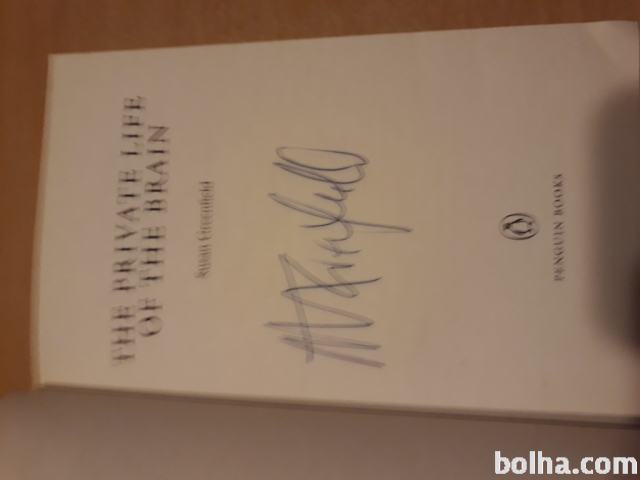 THE PRIVATE LIFE
OF THE BRAIN
Susan Greenfield
PENGUIN BOOKS
bolha.com